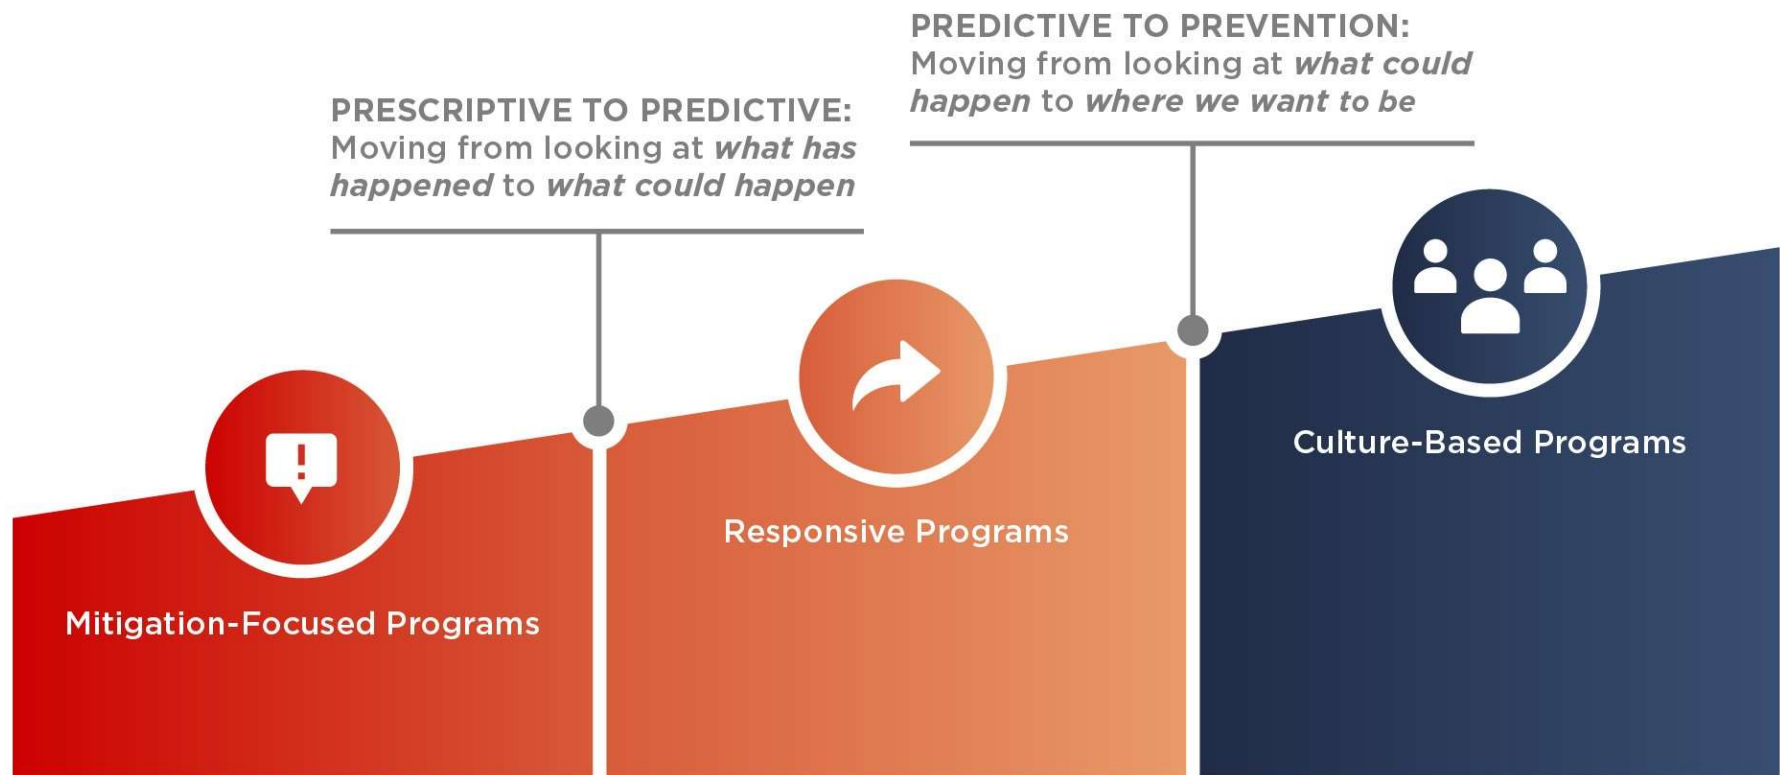 PREDICTIVE TO PREVENTION:
Moving from looking at what could
happen to where we want to be
PRESCRIPTIVE TO PREDICTIVE:
Moving from looking at what has
happened to what could happen
!
Culture-Based Programs
Responsive Programs
Mitigation-Focused Programs